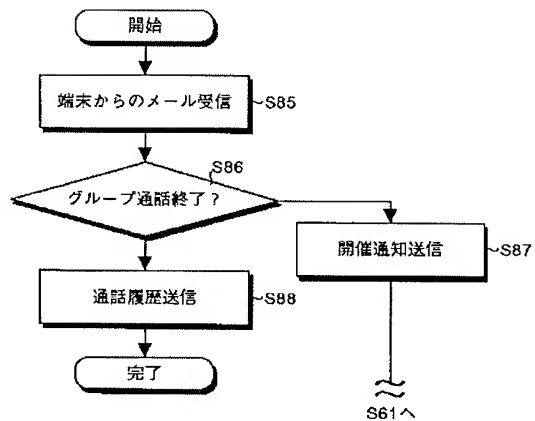 開始
端末からのメール受信
S85
S86
グループ通話終了？
開催通知送信
S87
通話履歴送信
S88
完了
S61へ